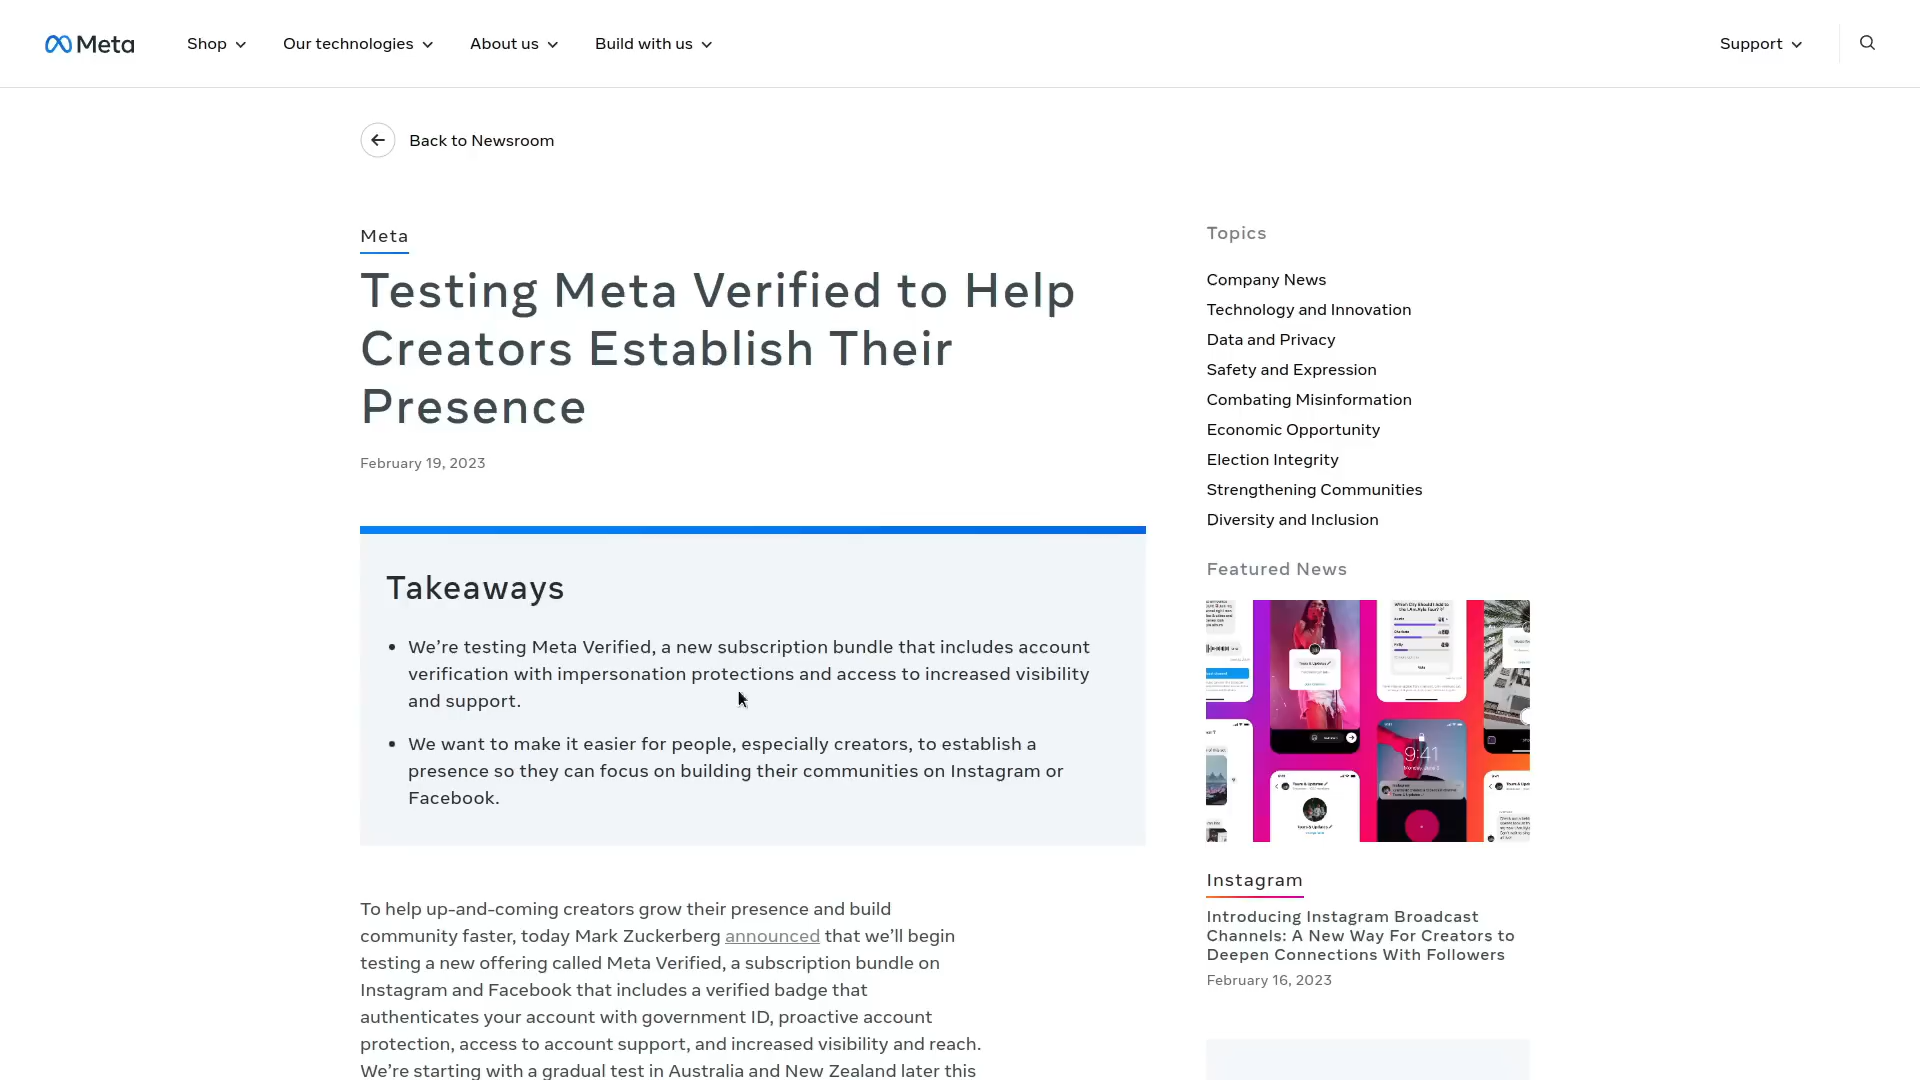 Meta
Shop
Our technologies
About us
Build with us
Support
Back to Newsroom
Meta
Testing Meta Verified to Help
Creators Establish Their
Presence
February 19, 2023
Takeaways
• We’re testing Meta Verified, a new subscription bundle that includes account
verification with impersonation protections and access to increased visibility
and support.
• We want to make it easier for people, especially creators, to establish a
presence so they can focus on building their communities on Instagram or
Facebook.
To help up-and-coming creators grow their presence and build
community faster, today Mark Zuckerberg announced that we’ll begin
testing a new offering called Meta Verified, a subscription bundle on
Instagram and Facebook that includes a verified badge that
authenticates your account with government ID, proactive account
protection, access to account support, and increased visibility and reach.
We’re starting with a gradual test in Australia and New Zealand later this
Topics
Company News
Technology and Innovation
Data and Privacy
Safety and Expression
Combating Misinformation
Economic Opportunity
Election Integrity
Strengthening Communities
Diversity and Inclusion
Featured News
9:41
Instagram
Introducing Instagram Broadcast
Channels: A New Way For Creators to
Deepen Connections With Followers
February 16, 2023